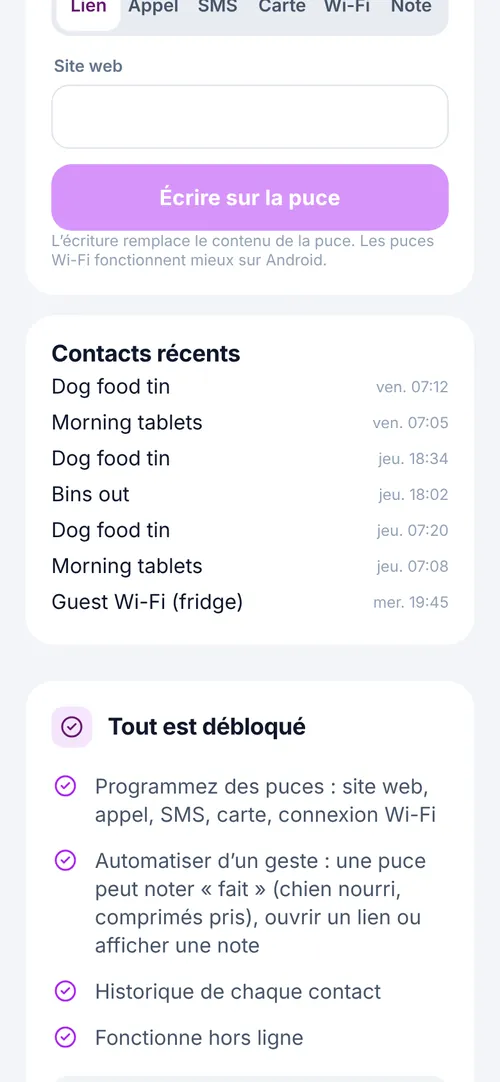 Lien Appel SMS Carte Wi-Fi Note
Site web
Écrire sur la puce
L’écriture remplace le contenu de la puce. Les puces
Wi-Fi fonctionnent mieux sur Android.
Contacts récents
Dog food tin ven. 07:12
Morning tablets ven. 07:05
Dog food tin jeu. 18:34
Bins out jeu. 18:02
Dog food tin jeu. 07:20
Morning tablets jeu. 07:08
Guest Wi-Fi (fridge) mer. 19:45
Tout est débloqué
Programmez des puces : site web,
appel, SMS, carte, connexion Wi-Fi
Automatiser d’un geste : une puce
peut noter « fait » (chien nourri,
comprimés pris), ouvrir un lien ou
afficher une note
Historique de chaque contact
Fonctionne hors ligne